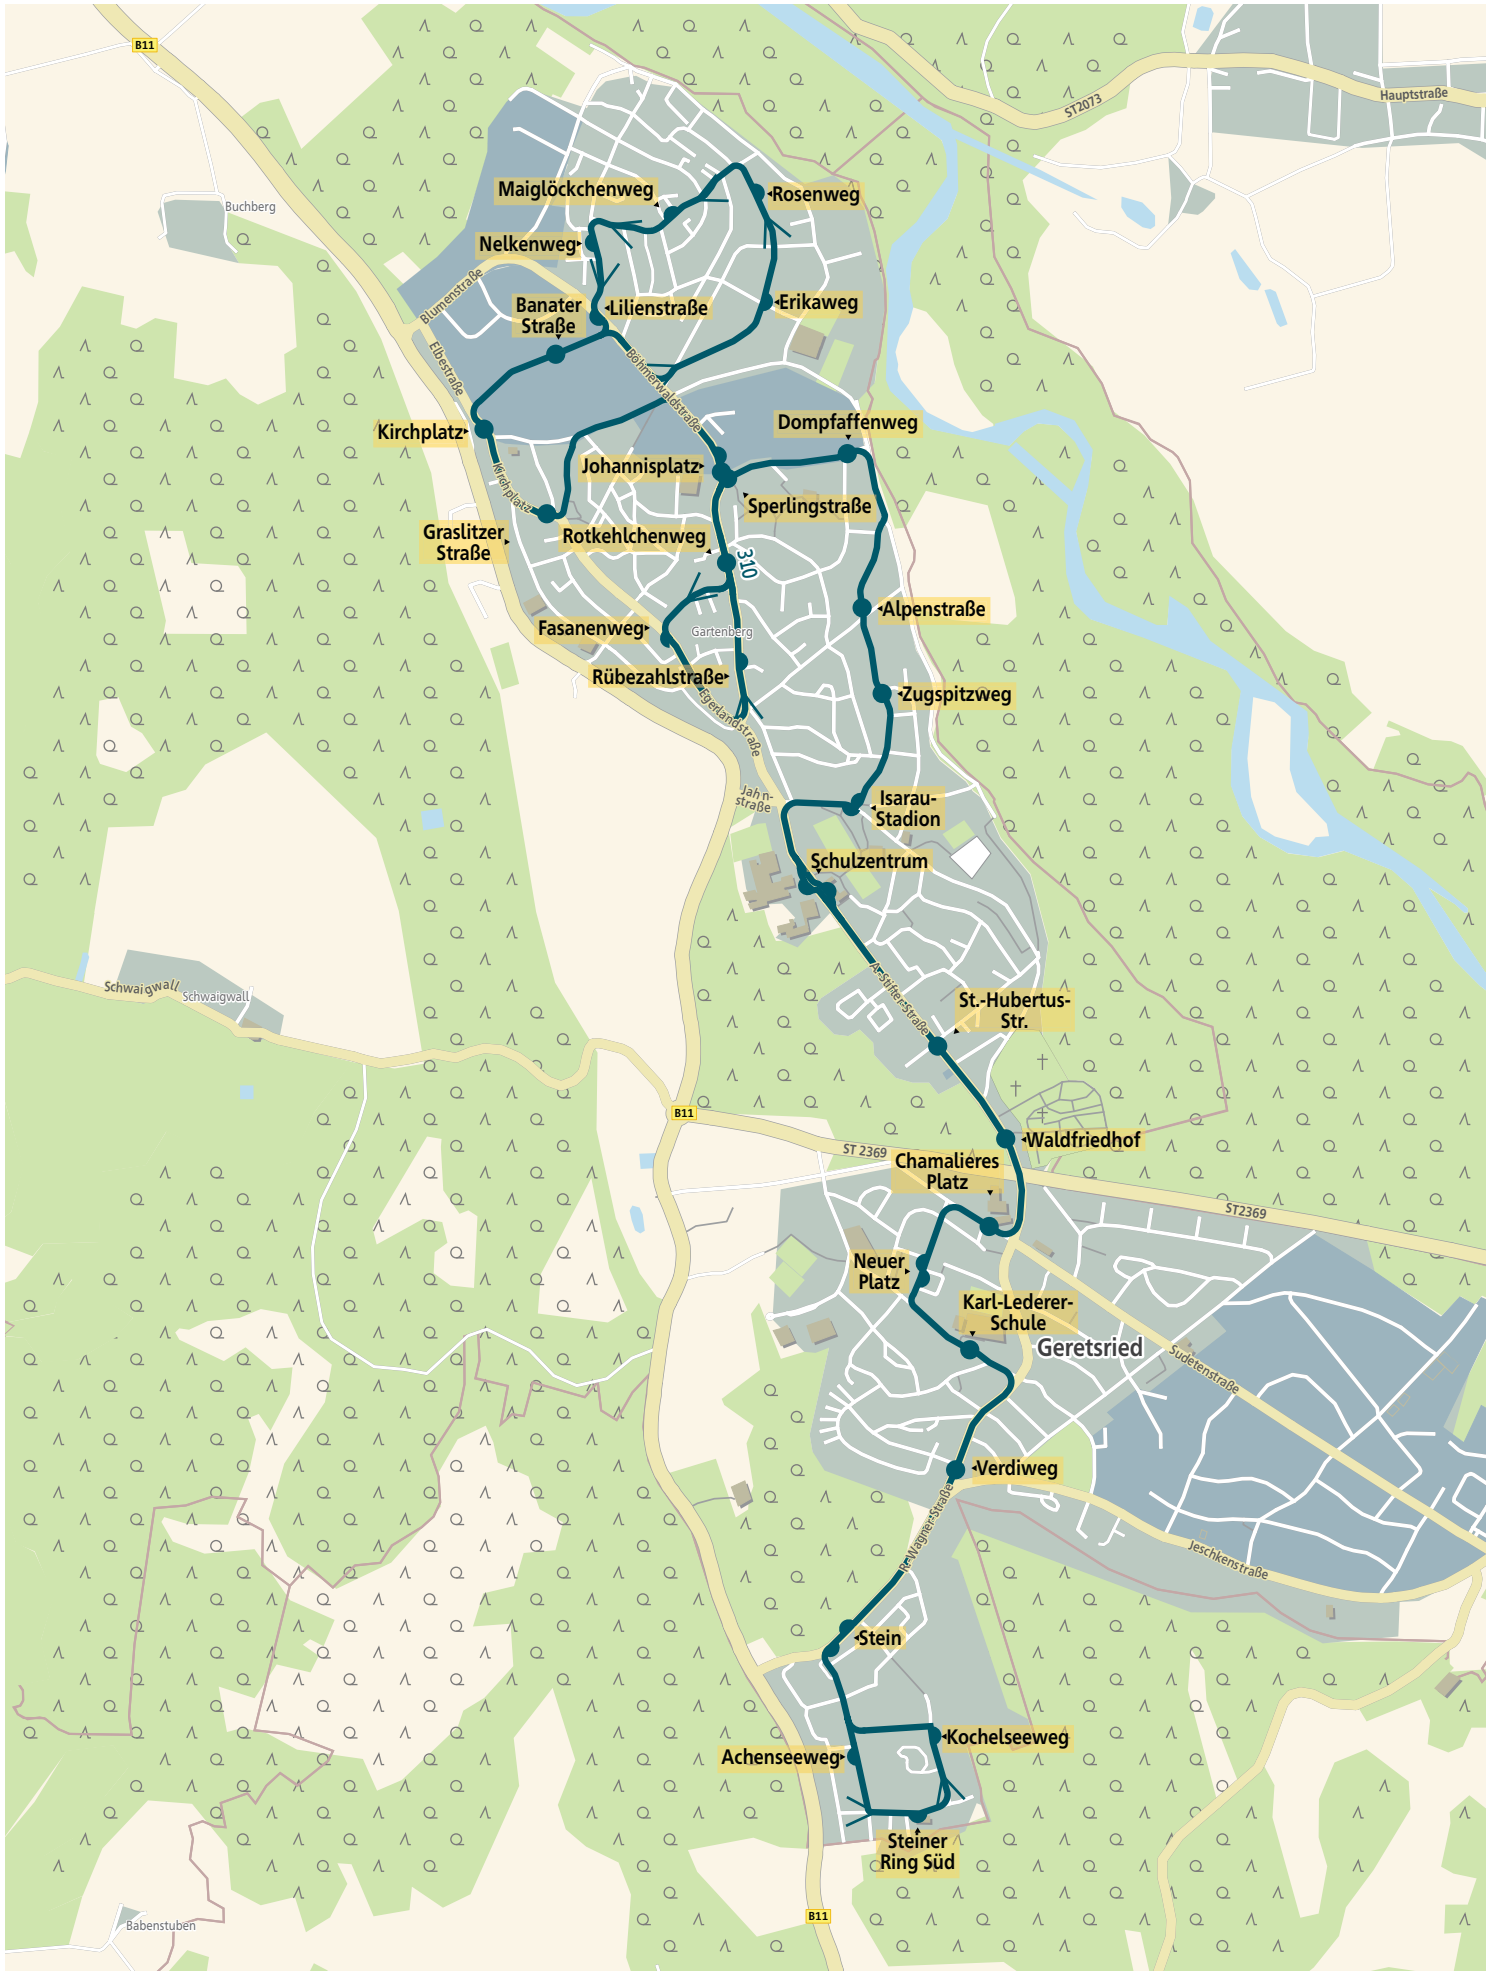 B11
ST2073
Hauptstraße
Maiglöckchenweg
Rosenweg
Buchberg
Nelkenweg
Blumenstraße
Banater
Straße
Lilienstraße
Erikaweg
Elbestraße
Böhmerwaldstraße
Kirchplatz
Dompfaffenweg
Johannisplatz
Kirchplatz
Sperlingstraße
Graslitzer
Straße
Rotkehlchenweg
310
Alpenstraße
Fasanenweg
Gartenberg
Rübezahlstraße
Zugspitzweg
Egerlandstraße
Jahn-
straße
Isarau-
Stadion
Schulzentrum
Schwaigwall
Schwaigwall
A.-Stifter-Straße
St.-Hubertus-
Str.
B11
Waldfriedhof
ST 2369
Chamalieres
Platz
ST2369
Neuer
Platz
Karl-Lederer-
Schule
Geretsried
Sudetenstraße
Verdiweg
R.-Wagner-Straße
Jeschkenstraße
Stein
Kochelseeweg
Achenseeweg
Steiner
Ring Süd
B11
Babenstuben